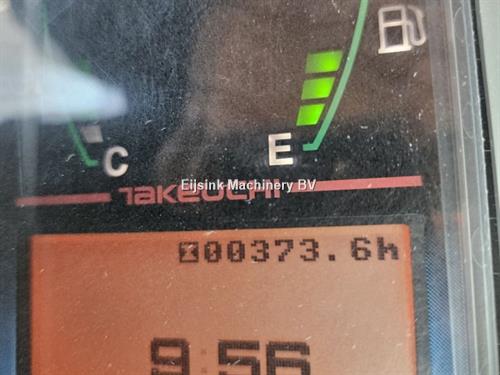 C E
Eijsink Machinery BV
TAKEUCHI
00373.6h
9:56